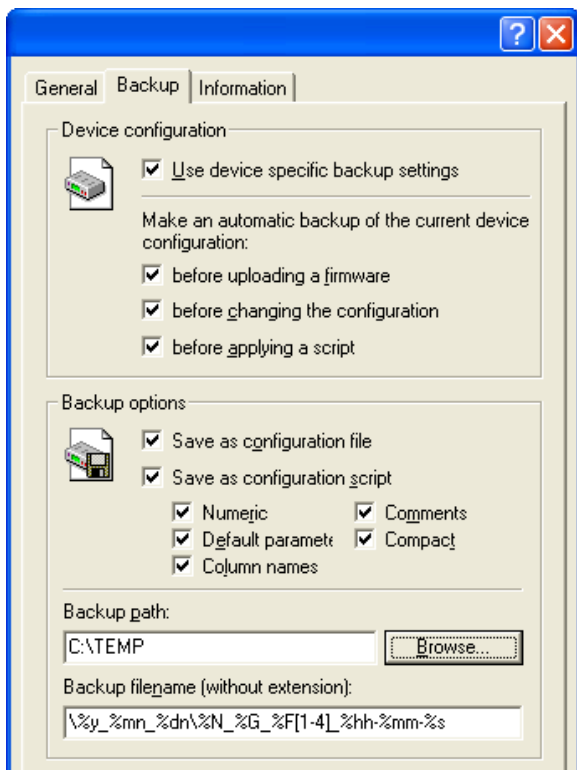 General Backup Information
Device configuration
Use device specific backup settings
Make an automatic backup of the current device
configuration:
before uploading a firmware
before changing the configuration
before applying a script
Backup options
Save as configuration file
Save as configuration script
Numeric Comments
Default paramete Compact
Column names
Backup path:
C:\TEMP Browse...
Backup filename (without extension):
\%y_%mn_%dn\%N_%G_%F[1-4]_%hh-%mm-%s